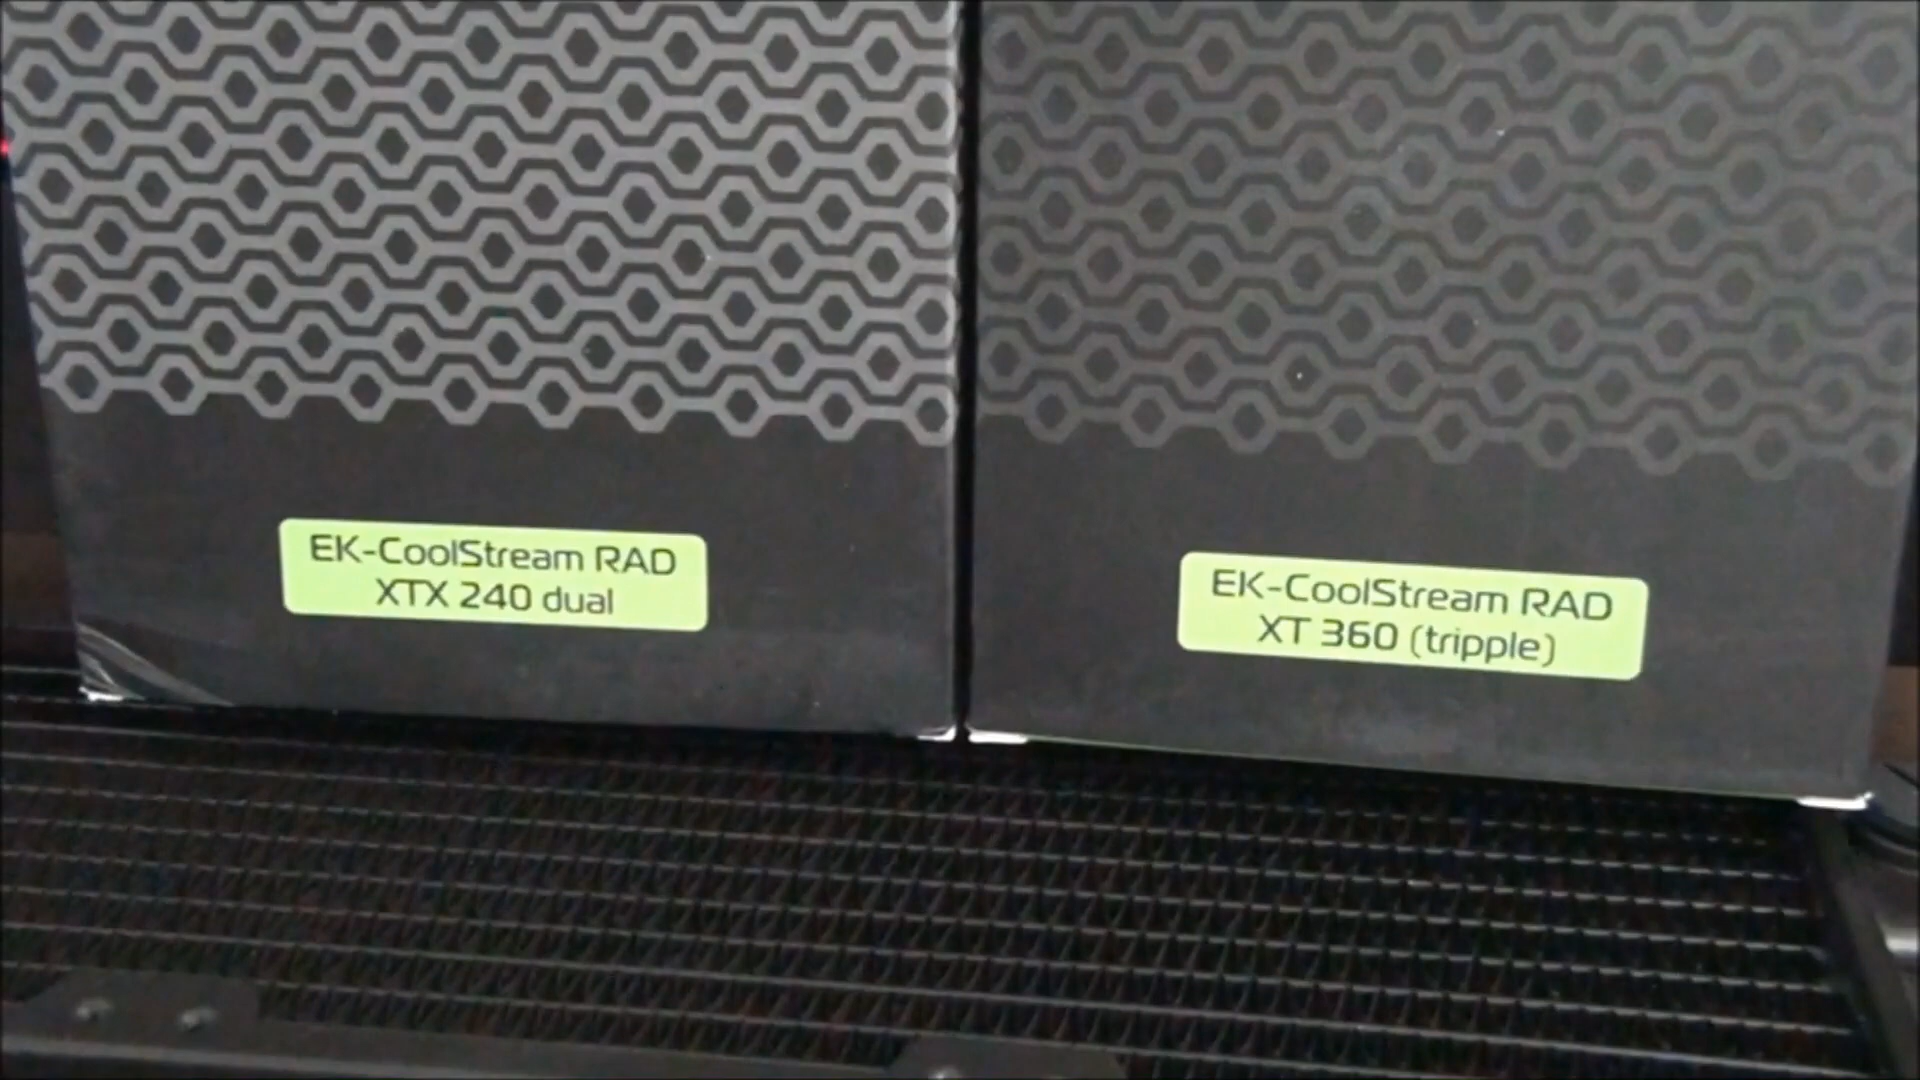 EK-CoolStream RAD
XTX 240 dual
EK-CoolStream RAD
XT 360 (tripple)